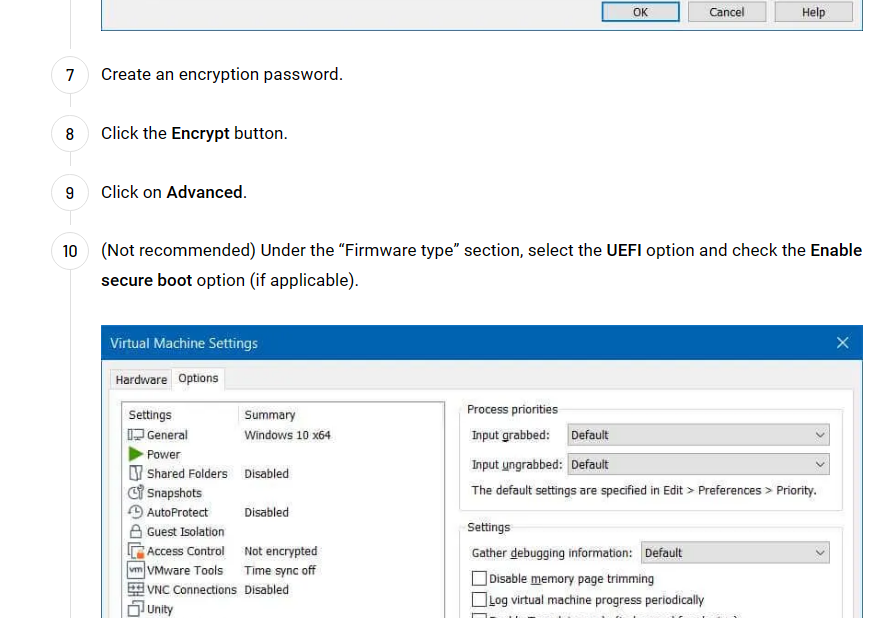 OK Cancel Help
7 Create an encryption password.
8 Click the Encrypt button.
9 Click on Advanced.
10 (Not recommended) Under the “Firmware type” section, select the UEFI option and check the Enable
secure boot option (if applicable).
Virtual Machine Settings
Hardware Options
Settings Summary
General Windows 10 x64
Power
Shared Folders Disabled
Snapshots
AutoProtect Disabled
Guest Isolation
Access Control Not encrypted
vm VMware Tools Time sync off
VNC Connections Disabled
Unity
Process priorities
Input grabbed: Default
Input ungrabbed: Default
The default settings are specified in Edit > Preferences > Priority.
Settings
Gather debugging information: Default
Disable memory page trimming
Log virtual machine progress periodically